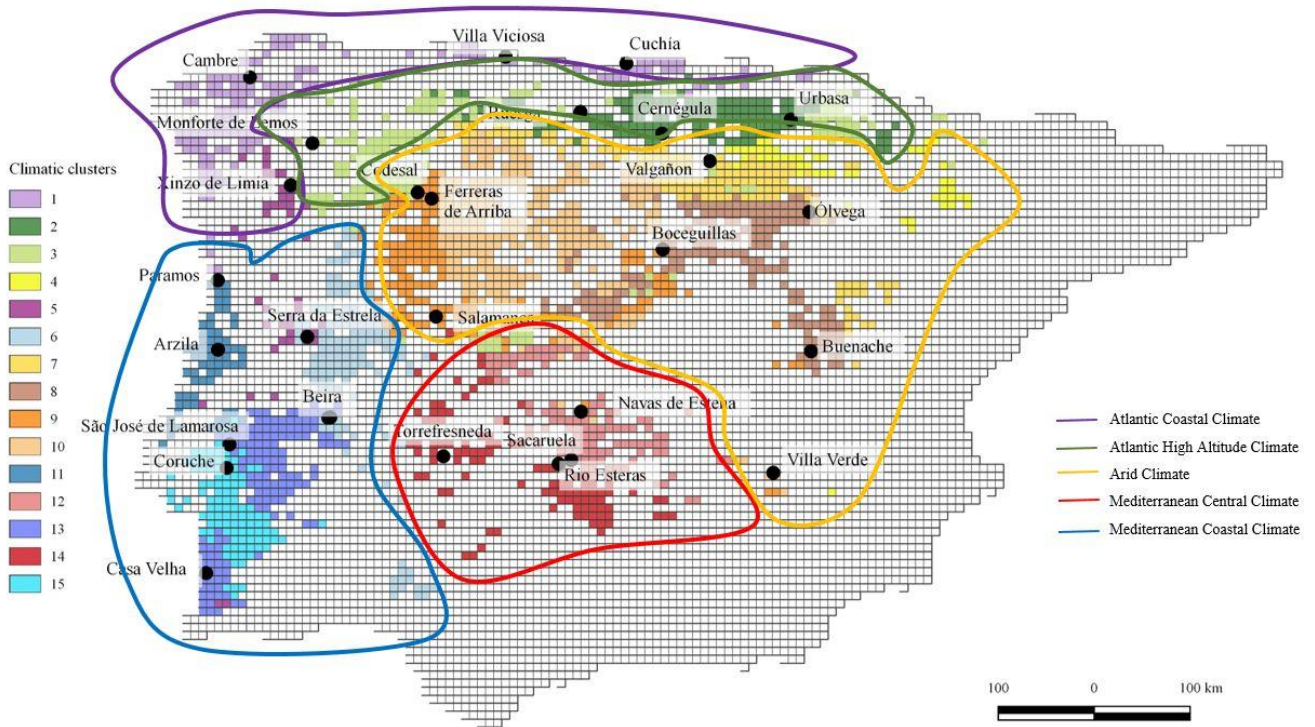 Villa Viciosa
Cuchía
Cambre
Cernégula
Urbasa
Monforte de Lemos
Valgañon
Codesal
Xinzo de Limia
Ferreras
de Arriba
Ólvega
Boceguillas
Paramos
Serra da Estrela
Salamanca
Arzila
Buenache
Beira
Navas de Estena
São José de Lamarosa
Torrefresneda
Sacaruela
Coruche
Rio Esteras
Villa Verde
Casa Velha
Climatic clusters
1
2
3
4
5
6
7
8
9
10
11
12
13
14
15
Atlantic Coastal Climate
Atlantic High Altitude Climate
Arid Climate
Mediterranean Central Climate
Mediterranean Coastal Climate
100 0 100 km